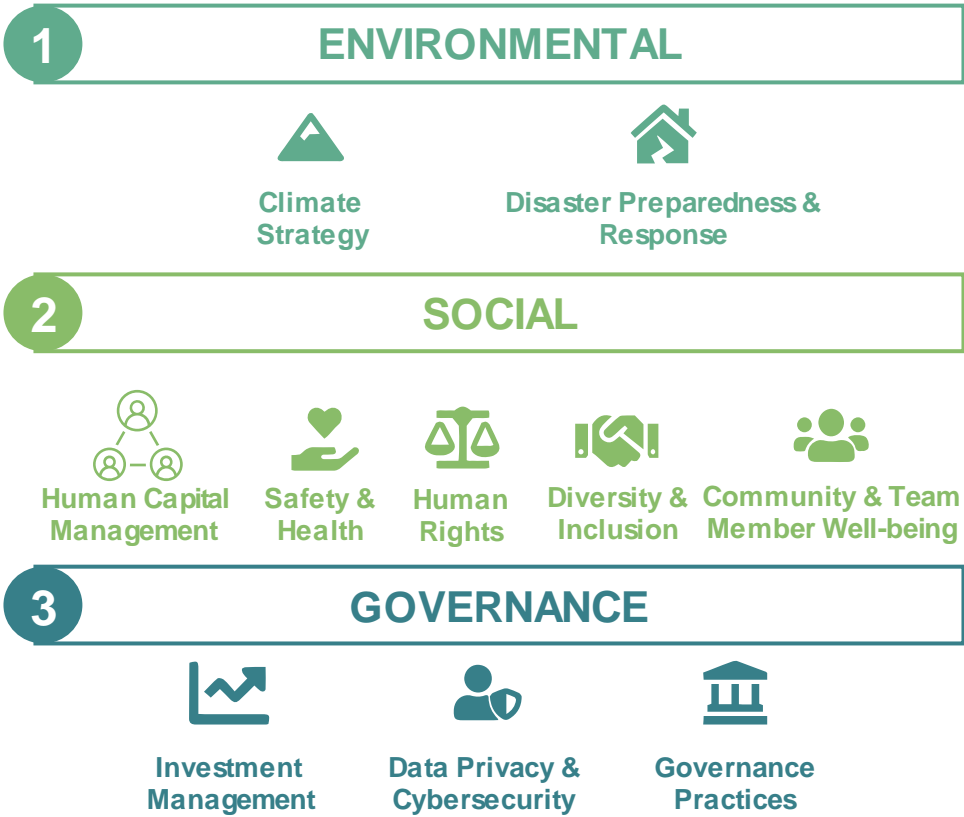 1
ENVIRONMENTAL
Climate
Strategy
Disaster Preparedness &
Response
2
SOCIAL
Human Capital
Management
Safety &
Health
Human
Rights
Diversity &
Inclusion
Community & Team
Member Well-being
3
GOVERNANCE
Investment
Management
Data Privacy &
Cybersecurity
Governance
Practices